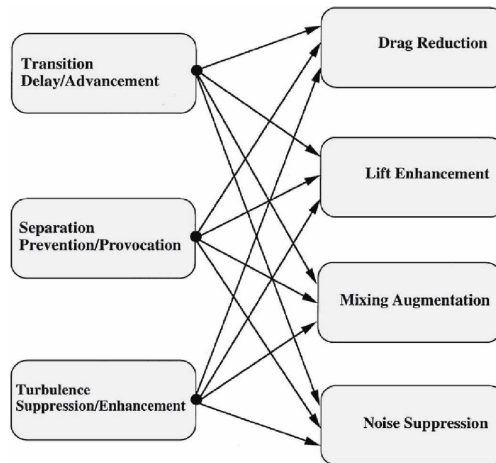 Transition
Delay/Advancement
Separation
Prevention/Provocation
Turbulence
Suppression/Enhancement
Drag Reduction
Lift Enhancement
Mixing Augmentation
Noise Suppression